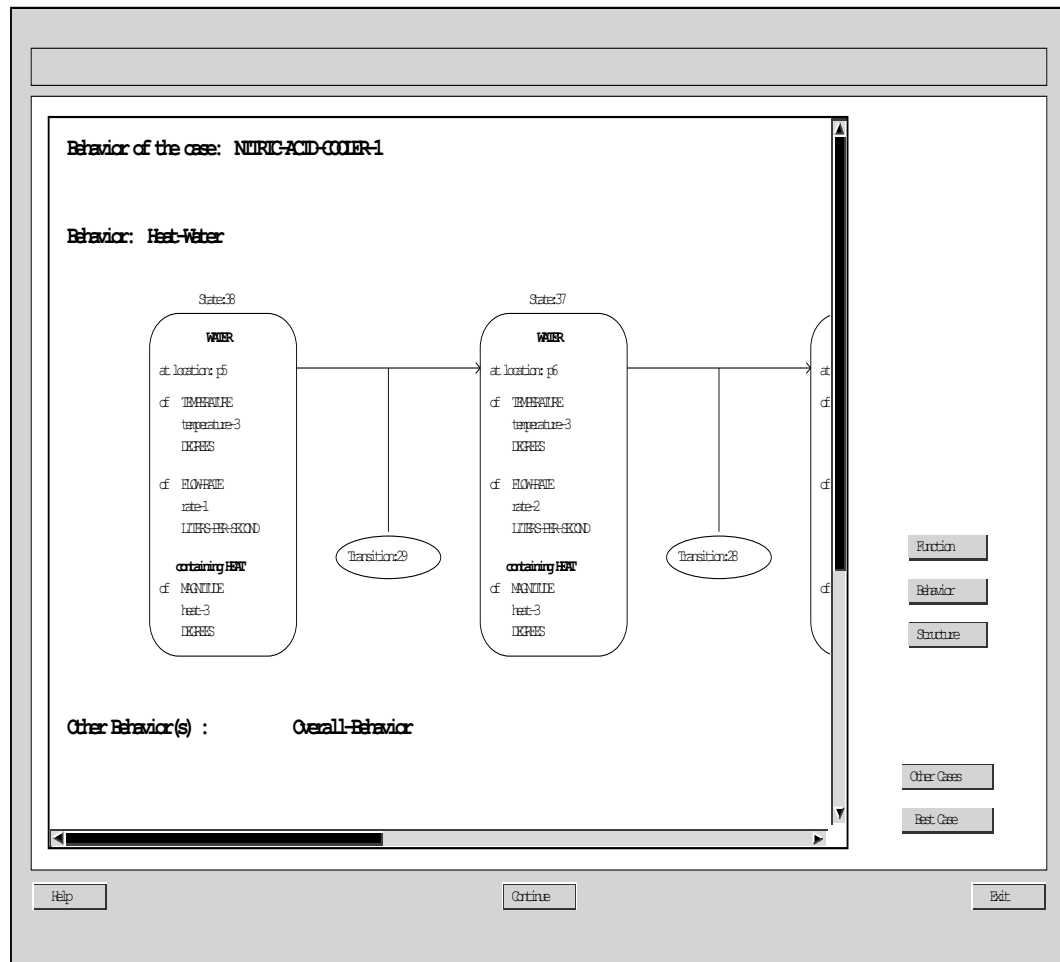 Behavior of the case: NITRIC-ACID-COOLER-1
Behavior: Heat-Water
State:38
WATER
at location: p5
of TEMPERATURE
temperature-3
DEGREES
of FLOW-RATE
rate-1
LITERS-PER-SECOND
containing HEAT
of MAGNITUDE
heat-3
DEGREES
Transition:29
State:37
WATER
at location: p6
of TEMPERATURE
temperature-3
DEGREES
of FLOW-RATE
rate-2
LITERS-PER-SECOND
containing HEAT
of MAGNITUDE
heat-3
DEGREES
Transition:28
at
of
of
of
Other Behavior(s) : Overall-Behavior
Function
Behavior
Structure
Other Cases
Best Case
Help
Continue
Exit